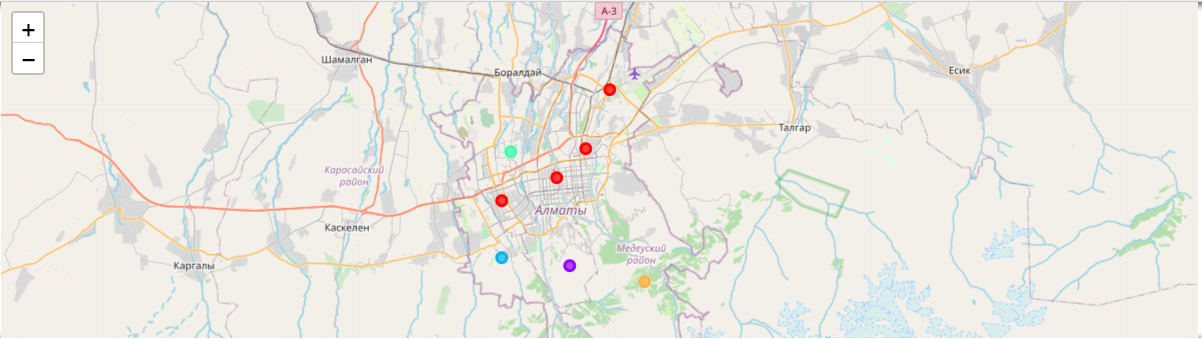 +
−
А-3
Шамалган
Боралдай
Есик
Талгар
Карасайский
район
Алматы
Каскелен
Медеуский
район
Каргалы